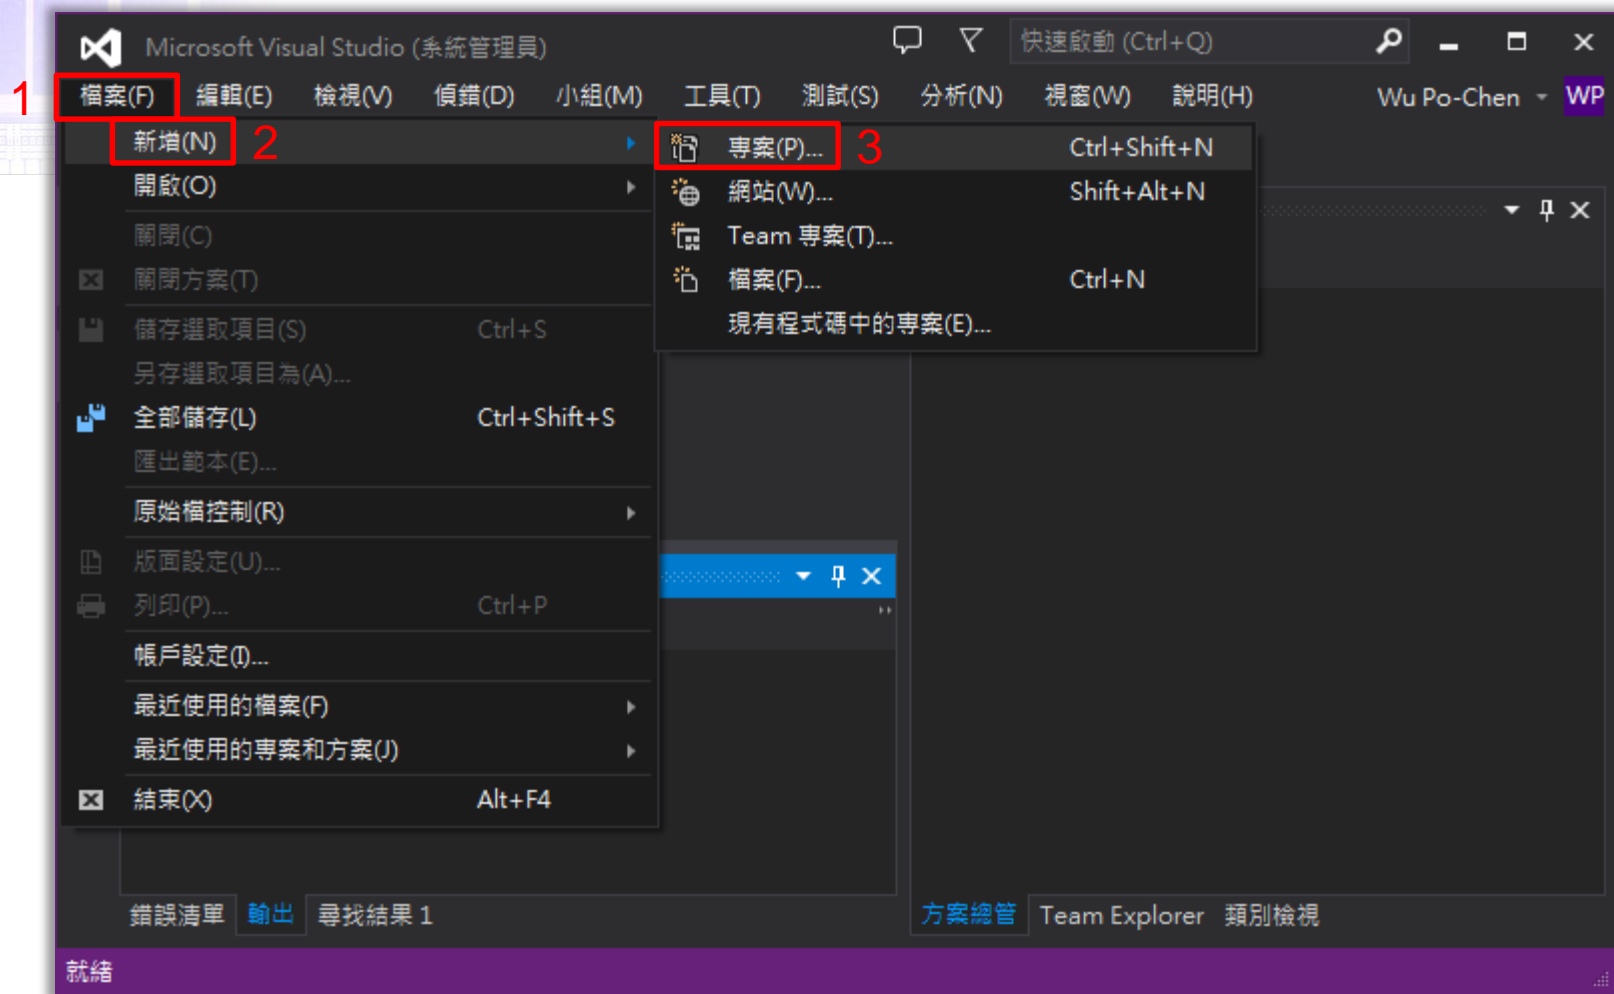 Microsoft Visual Studio (系統管理員)
快速啟動 (Ctrl+Q)
1
檔案(F) 編輯(E) 檢視(V) 偵錯(D) 小組(M) 工具(T) 測試(S) 分析(N) 視窗(W) 說明(H) Wu Po-Chen WP
新增(N) 2
專案(P)... 3 Ctrl+Shift+N
開啟(O)
網站(W)... Shift+Alt+N
關閉(C)
Team 專案(T)...
關閉方案(T)
檔案(F)... Ctrl+N
儲存選取項目(S) Ctrl+S
現有程式碼中的專案(E)...
另存選取項目為(A)...
全部儲存(L) Ctrl+Shift+S
匯出範本(E)...
原始檔控制(R)
版面設定(U)...
列印(P)... Ctrl+P
帳戶設定(I)...
最近使用的檔案(F)
最近使用的專案和方案(J)
結束(X) Alt+F4
錯誤清單 輸出 尋找結果 1 方案總管 Team Explorer 類別檢視
就緒